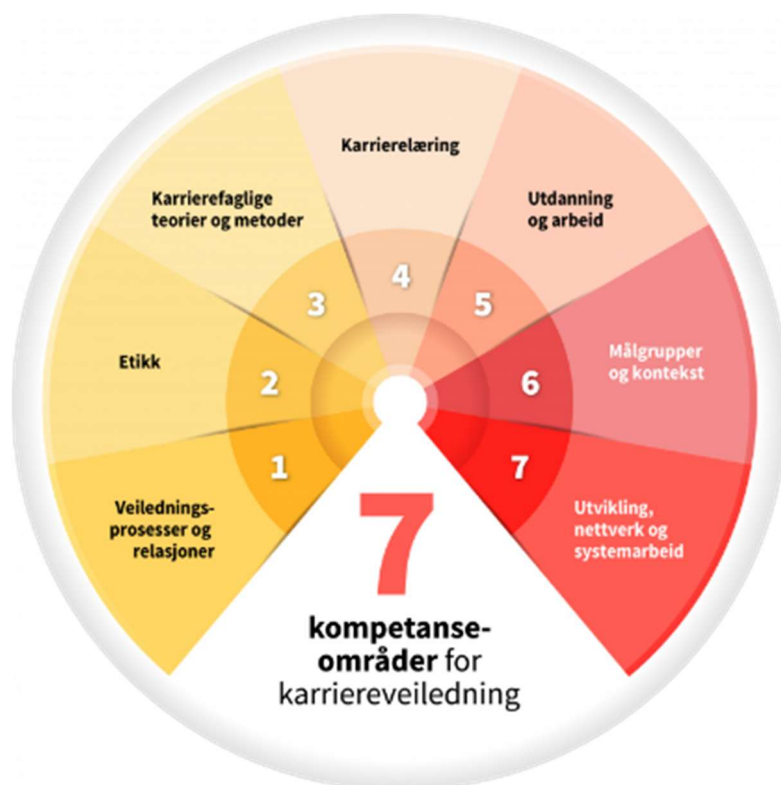 Karrierelæring
Karrierefaglige
teorier og metoder
Utdanning
og arbeid
4
3
5
Etikk
2
6
Målgrupper
og kontekst
1
7
Veilednings-
prosesser og
relasjoner
Utvikling,
nettverk og
systemarbeid
7
kompetanse-
områder for
karriereveiledning